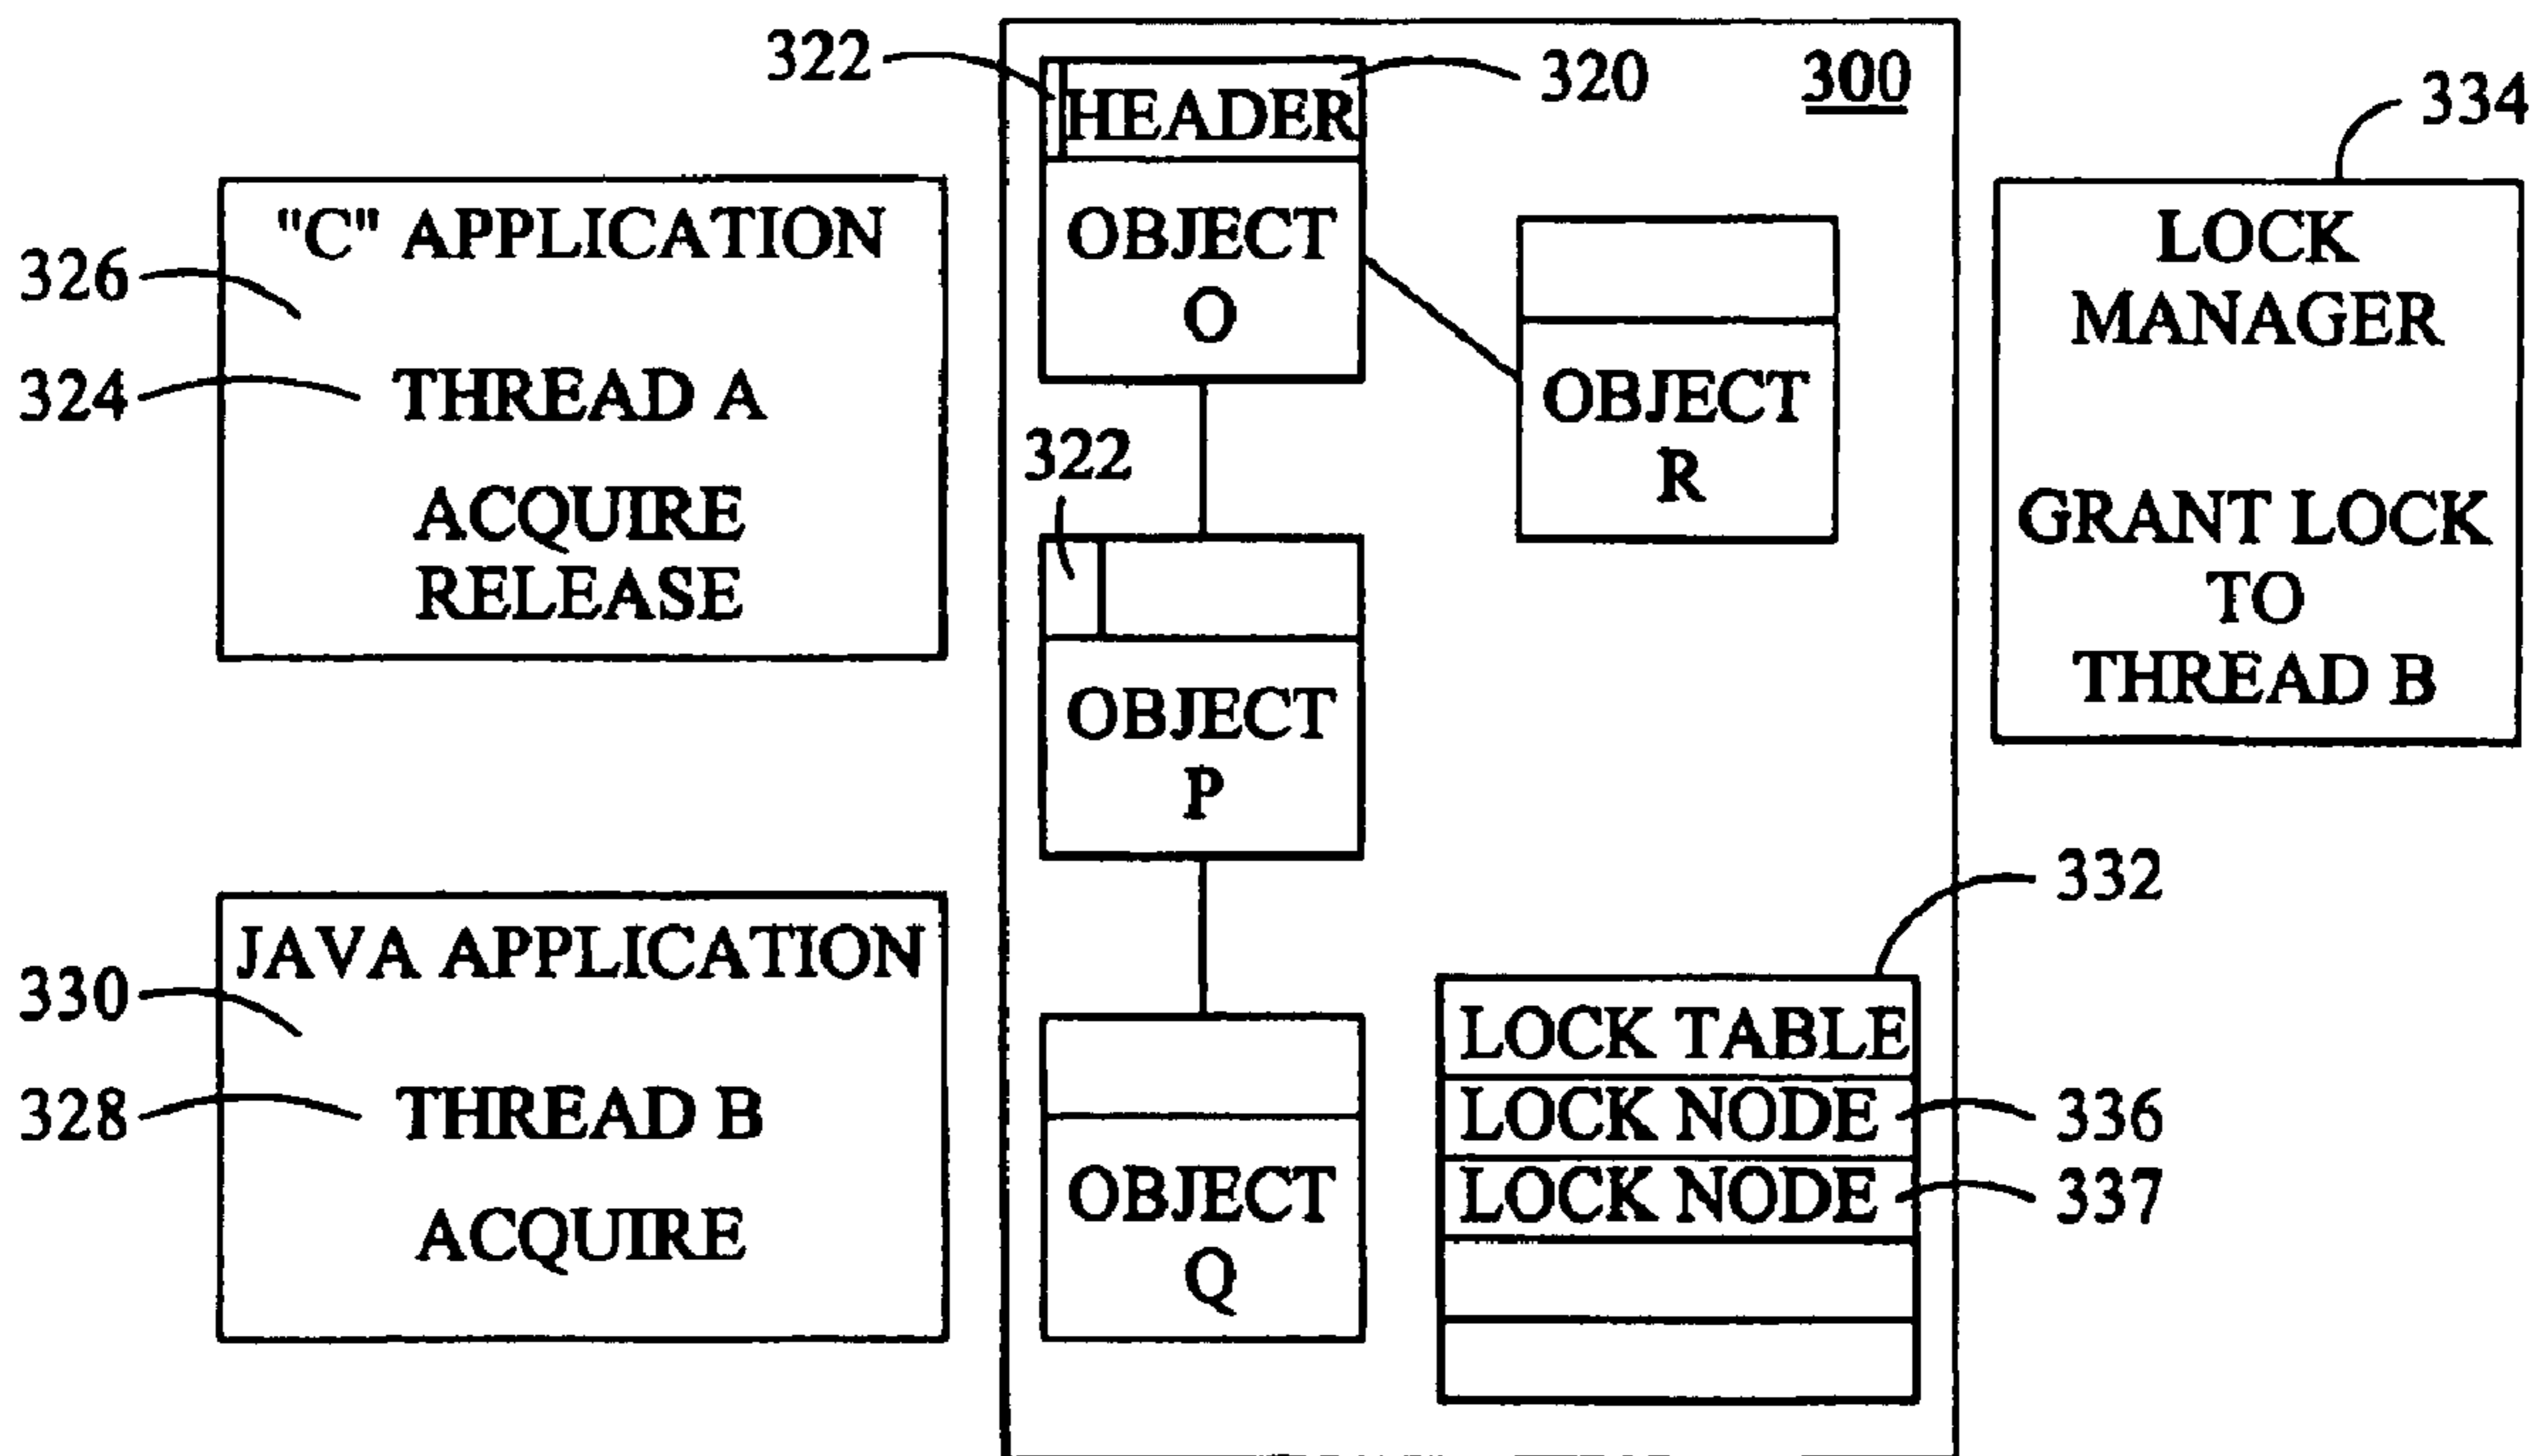 322
HEADER
320
300
334
"C" APPLICATION
326
324
THREAD A
ACQUIRE
RELEASE
OBJECT
O
OBJECT
R
LOCK
MANAGER
GRANT LOCK
TO
THREAD B
322
OBJECT
P
JAVA APPLICATION
330
328
THREAD B
ACQUIRE
OBJECT
Q
332
LOCK TABLE
LOCK NODE
336
LOCK NODE
337